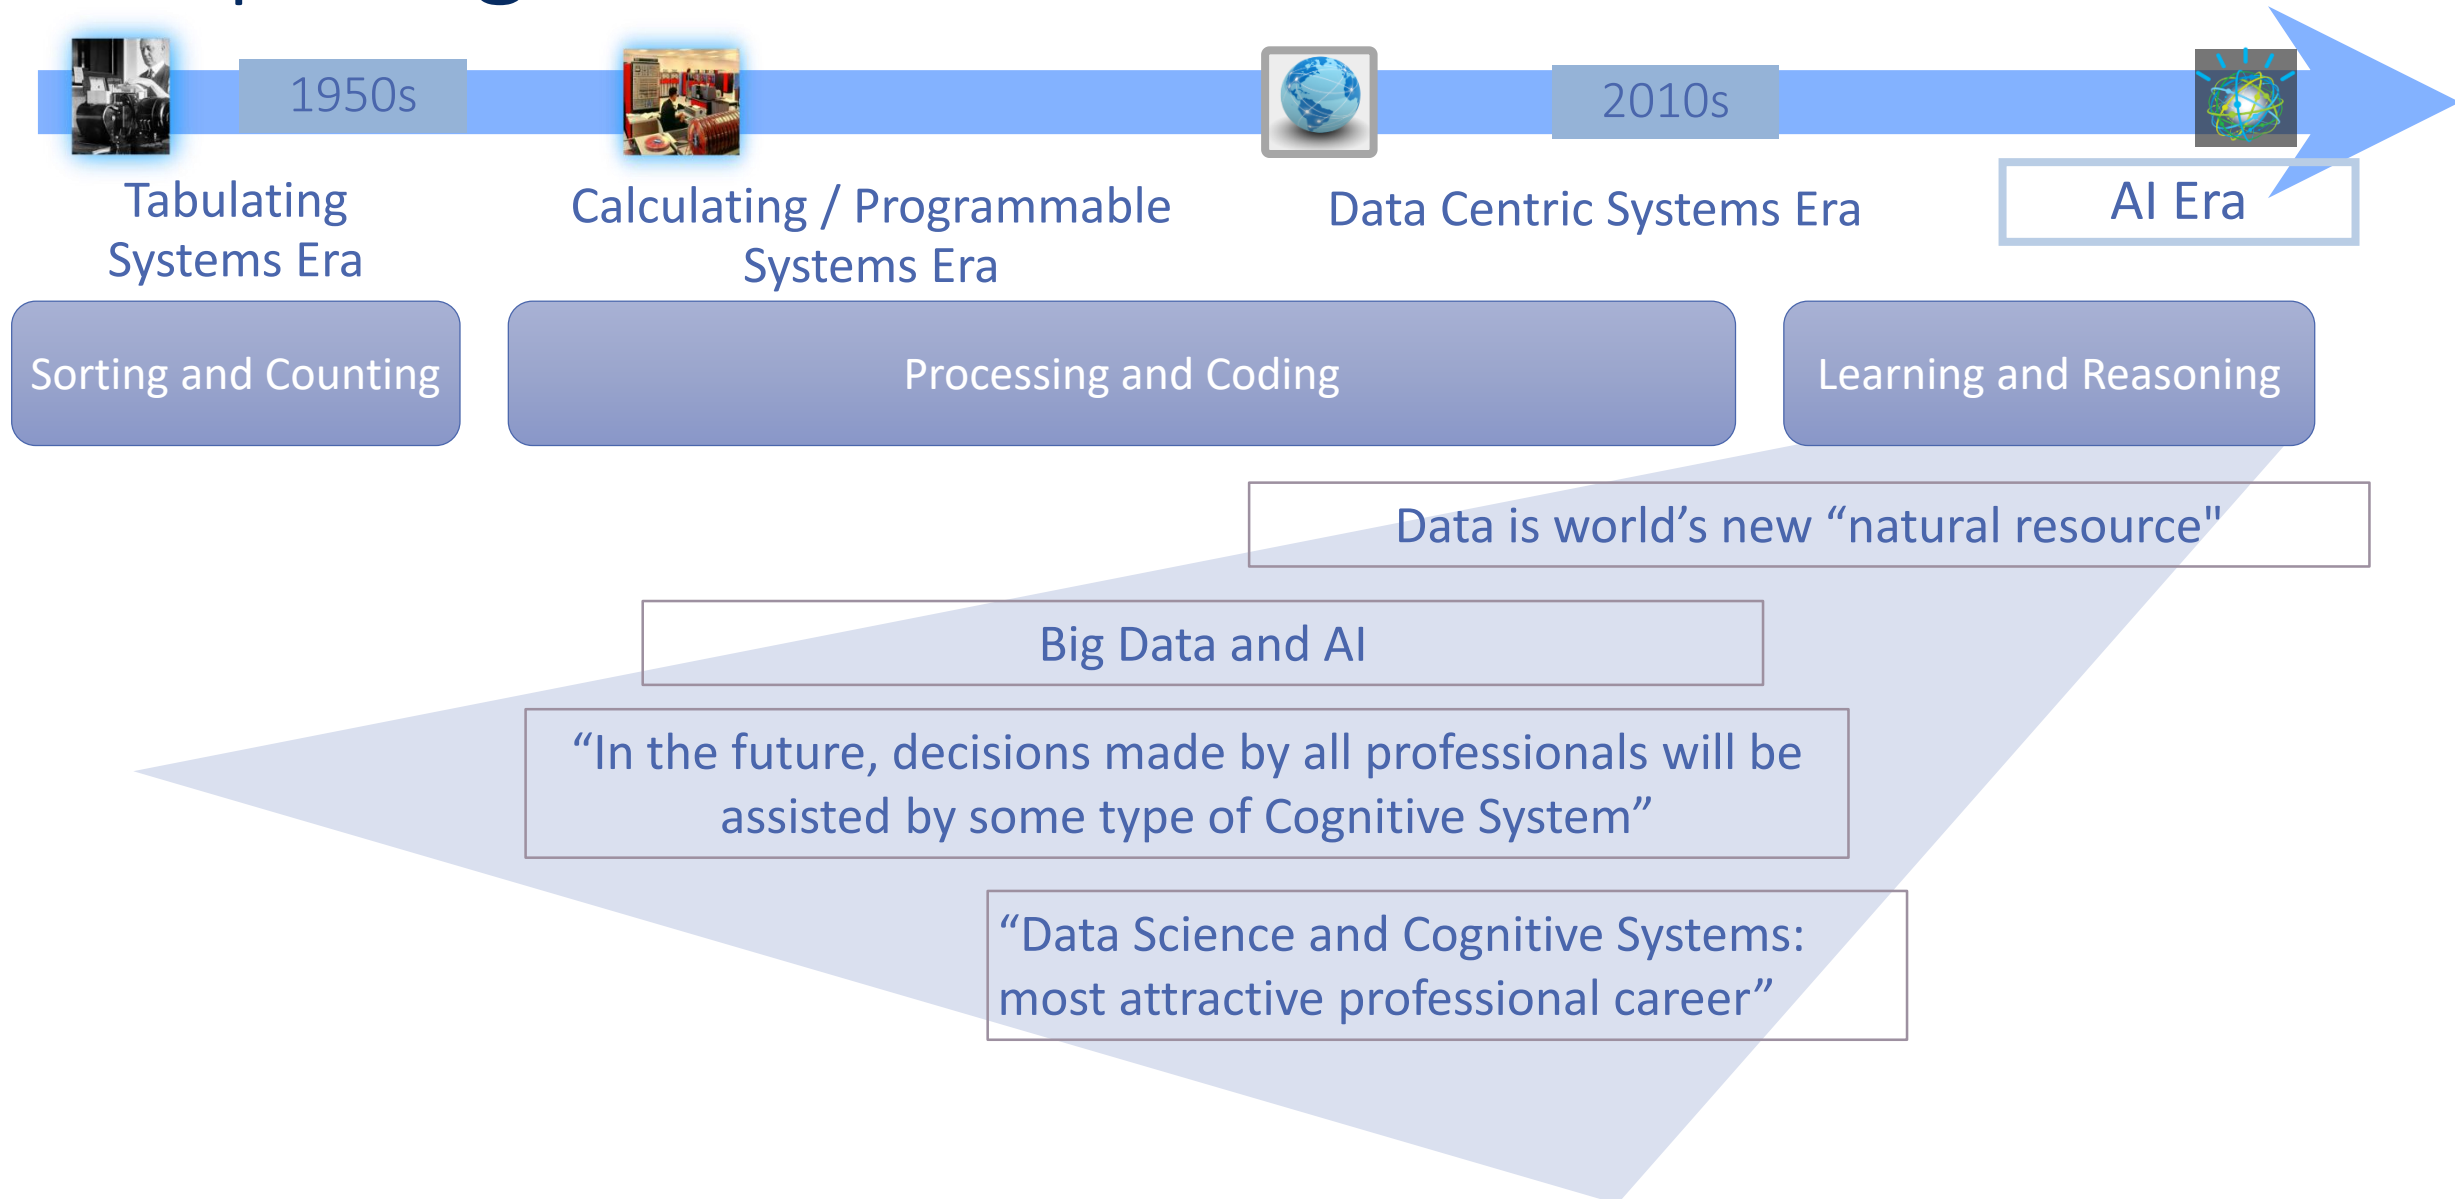 1950s
2010s
Tabulating
Systems Era
Calculating / Programmable
Systems Era
Data Centric Systems Era
AI Era
Sorting and Counting
Processing and Coding
Learning and Reasoning
Data is world’s new “natural resource"
Big Data and AI
“In the future, decisions made by all professionals will be
assisted by some type of Cognitive System”
“Data Science and Cognitive Systems:
most attractive professional career”